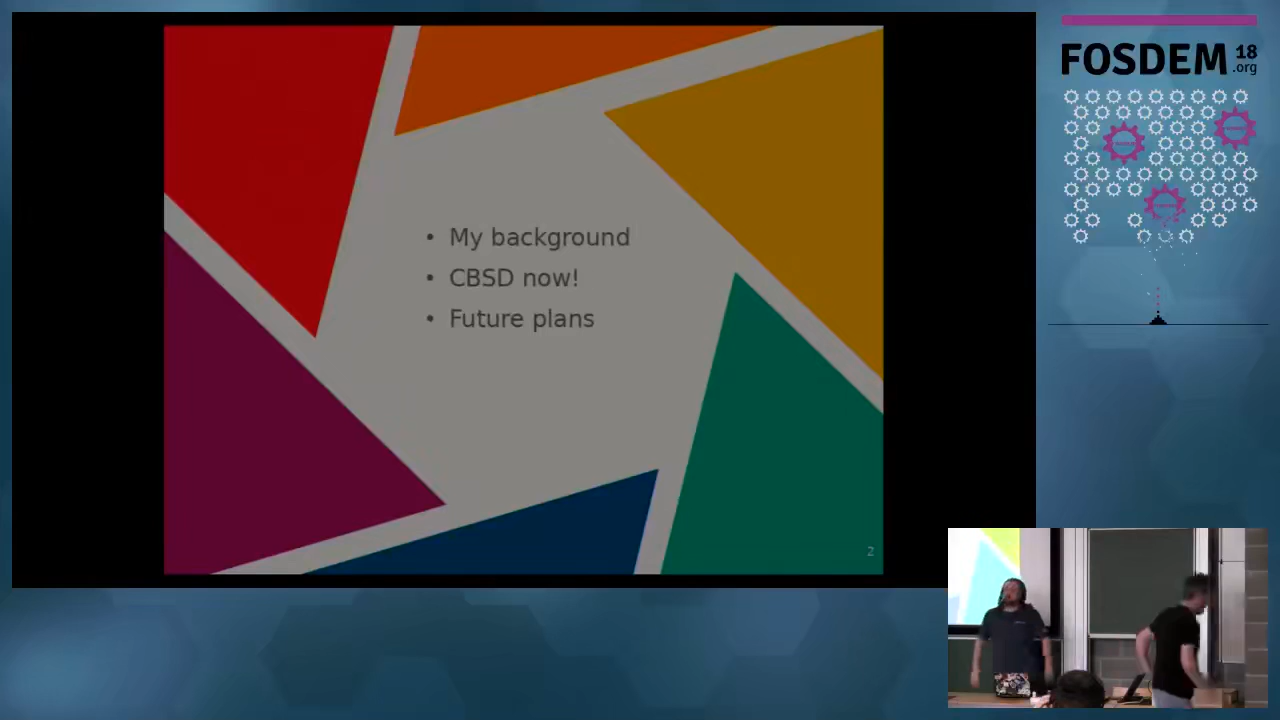 • My background
• CBSD now!
• Future plans
2
FOSDEM 18
.org